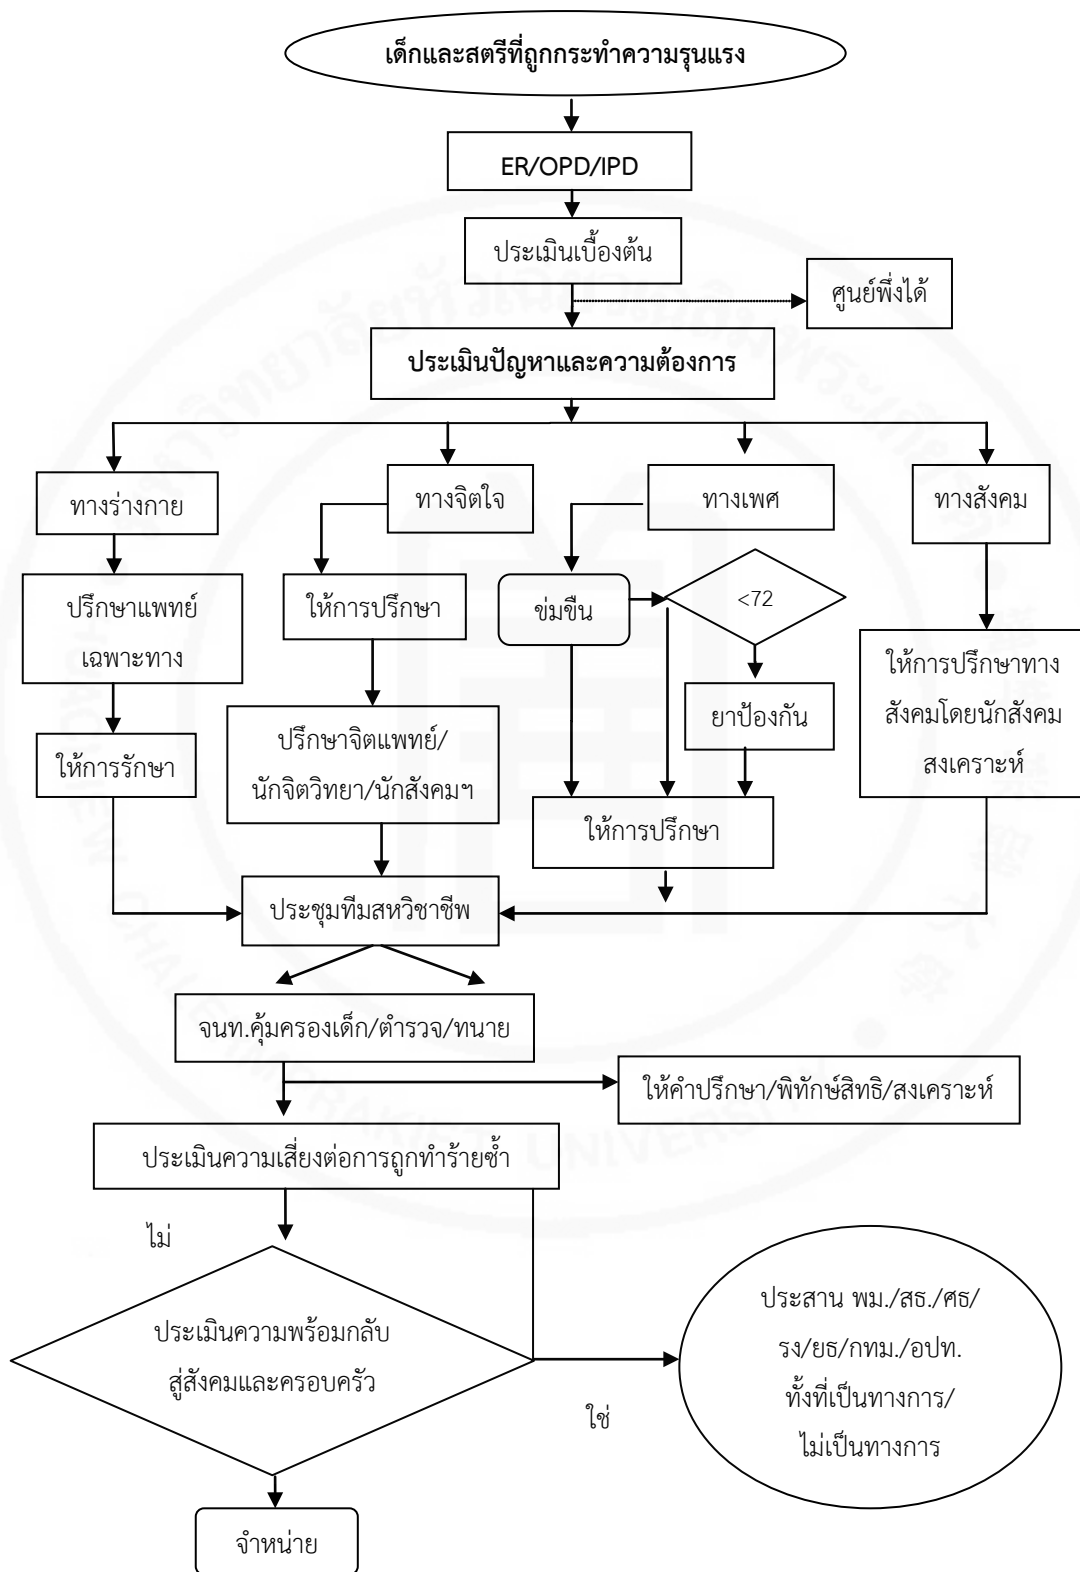 เด็กและสตรีที่ถูกกระทำความรุนแรง
ER/OPD/IPD
ประเมินเบื้องต้น
ศูนย์พึ่งได้
ประเมินปัญหาและความต้องการ
ทางร่างกาย
ทางจิตใจ
ทางเพศ
ทางสังคม
ปรึกษาแพทย์
เฉพาะทาง
ให้การปรึกษา
ข่มขืน
<72
ให้การปรึกษาทาง
สังคมโดยนักสังคม
สงเคราะห์
ยาป้องกัน
ให้การรักษา
ปรึกษาจิตแพทย์/
นักจิตวิทยา/นักสังคมฯ
ให้การปรึกษา
ประชุมทีมสหวิชาชีพ
จนท.คุ้มครองเด็ก/ตำรวจ/ทนาย
ให้คำปรึกษา/พิทักษ์สิทธิ/สงเคราะห์
ประเมินความเสี่ยงต่อการถูกทำร้ายซ้ำ
ไม่
ประเมินความพร้อมกลับ
สู่สังคมและครอบครัว
ใช่
ประสาน พม./สธ./ศธ/
รง/ยธ/กทม./อปท.
ทั้งที่เป็นทางการ/
ไม่เป็นทางการ
จำหน่าย
HUACHIEW CHALERMPRAKIET UNIVERSITY